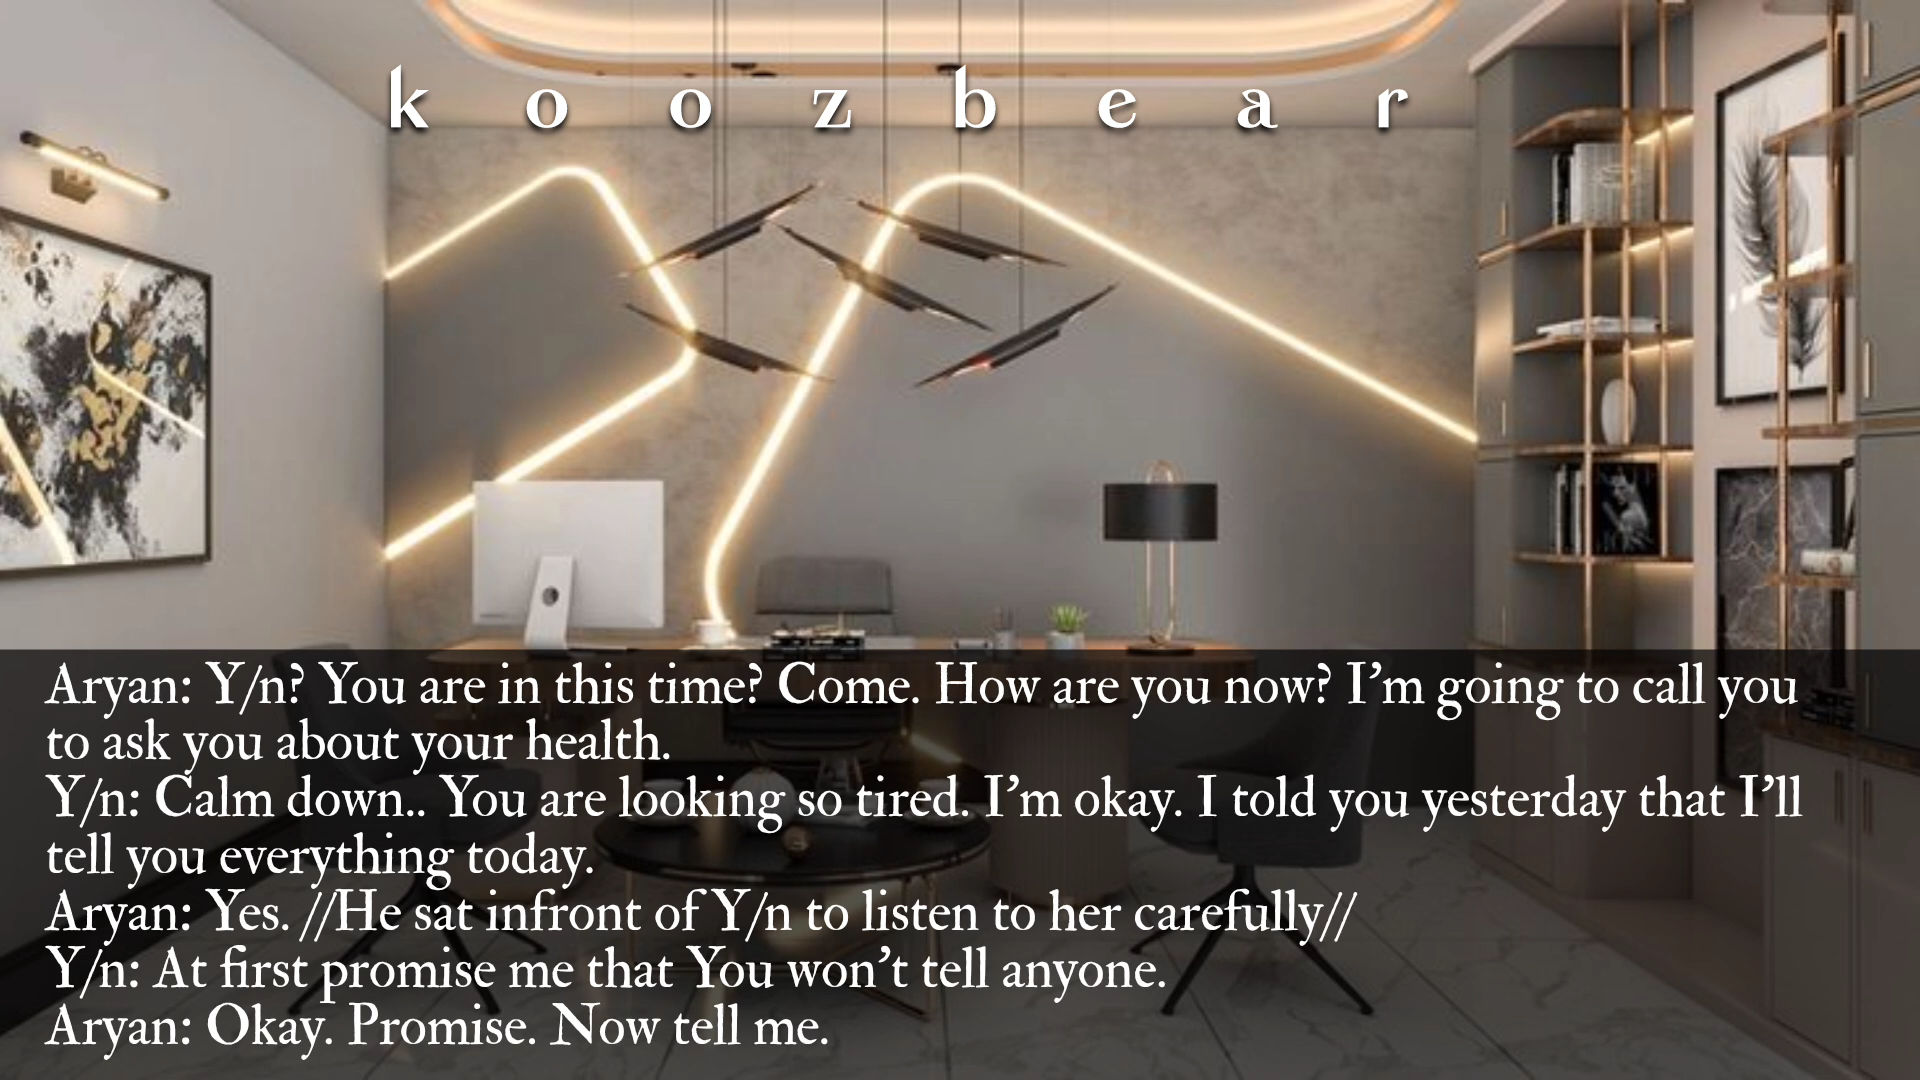 koozbear
Aryan: Y/n? You are in this time? Come. How are you now? I'm going to call you
to ask you about your health.
Y/n: Calm down.. You are looking so tired. I'm okay. I told you yesterday that I'll
tell you everything today.
Aryan: Yes. //He sat infront of Y/n to listen to her carefully//
Y/n: At first promise me that You won't tell anyone.
Aryan: Okay. Promise. Now tell me.